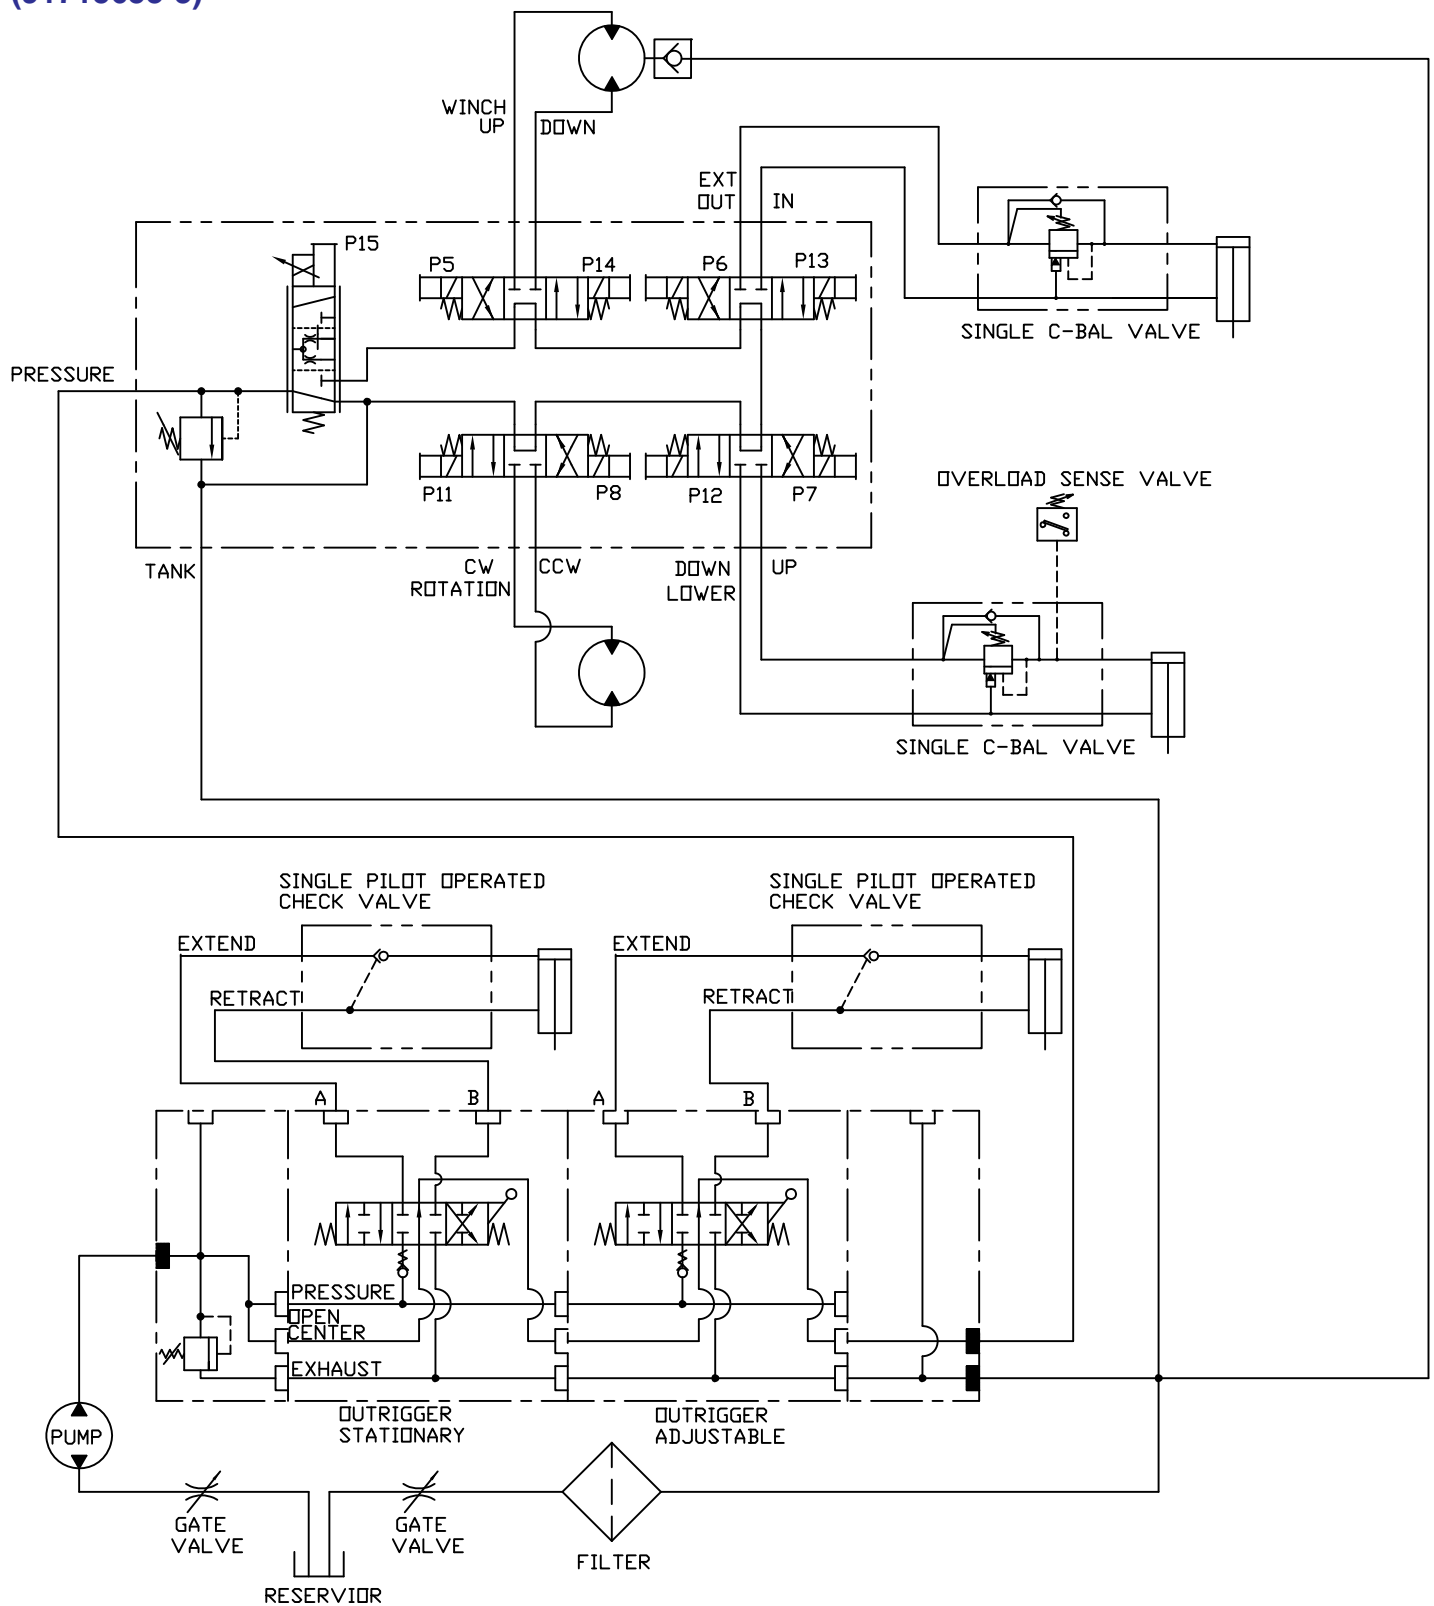 WINCH
UP
DOWN
EXT
OUT
IN
P15
P5
P14
P6
P13
SINGLE C-BAL VALVE
PRESSURE
P11
P8
P12
P7
OVERLOAD SENSE VALVE
TANK
CW
CCW
ROTATION
DOWN
UP
LOWER
SINGLE C-BAL VALVE
SINGLE PILOT OPERATED
CHECK VALVE
SINGLE PILOT OPERATED
CHECK VALVE
EXTEND
EXTEND
RETRACT
RETRACT
A
B
A
B
PRESSURE
OPEN
CENTER
EXHAUST
OUTRIGGER
STATIONARY
OUTRIGGER
ADJUSTABLE
PUMP
GATE
VALVE
GATE
VALVE
FILTER
RESERVIOR